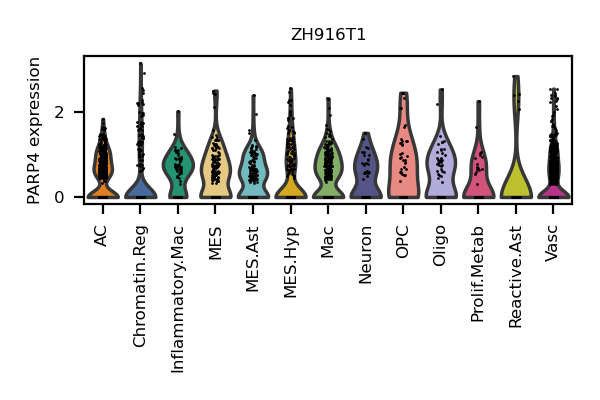 ZH916T1
PARP4 expression
2
0
AC
Chromatin.Reg
Inflammatory.Mac
MES
MES.Ast
MES.Hyp
Mac
Neuron
OPC
Oligo
Prolif.Metab
Reactive.Ast
Vasc